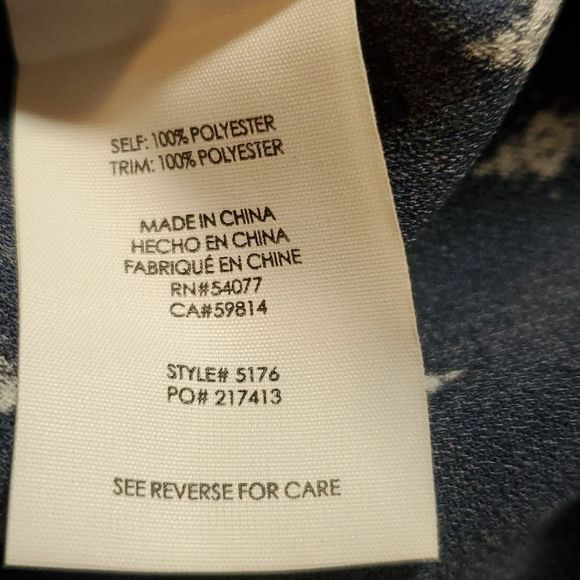 SELF: 100% POLYESTER
TRIM: 100% POLYESTER
MADE IN CHINA
HECHO EN CHINA
FABRIQUÉ EN CHINE
RN#54077
CA#59814
STYLE# 5176
PO# 217413
SEE REVERSE FOR CARE